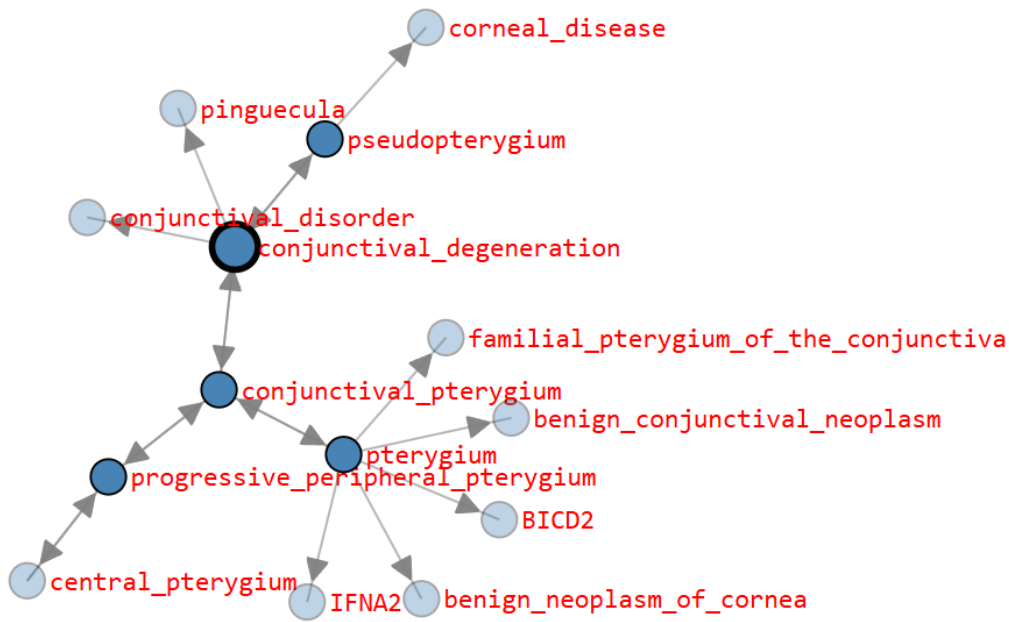 corneal_disease
pinguecula
pseudopterygium
conjunctival_disorder
conjunctival_degeneration
familial_pterygium_of_the_conjunctiva
conjunctival_pterygium
benign_conjunctival_neoplasm
pterygium
progressive_peripheral_pterygium
BICD2
central_pterygium
IFNA2
benign_neoplasm_of_cornea